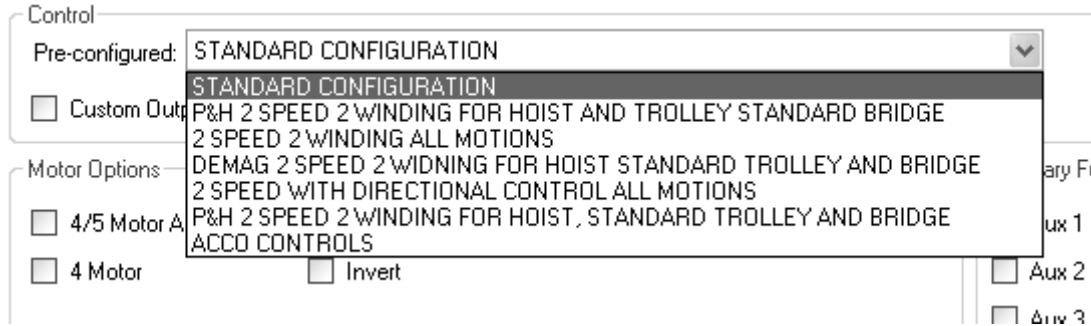 Control
Pre-configured: STANDARD CONFIGURATION
STANDARD CONFIGURATION
Custom Outp P&H 2 SPEED 2 WINDING FOR HOIST AND TROLLEY STANDARD BRIDGE
2 SPEED 2 WINDING ALL MOTIONS
Motor Options DEMAG 2 SPEED 2 WIDNING FOR HOIST STANDARD TROLLEY AND BRIDGE
2 SPEED WITH DIRECTIONAL CONTROL ALL MOTIONS
4/5 Motor A P&H 2 SPEED 2 WINDING FOR HOIST, STANDARD TROLLEY AND BRIDGE
ux 1
ACCO CONTROLS
4 Motor Invert Aux 2
Aux 3